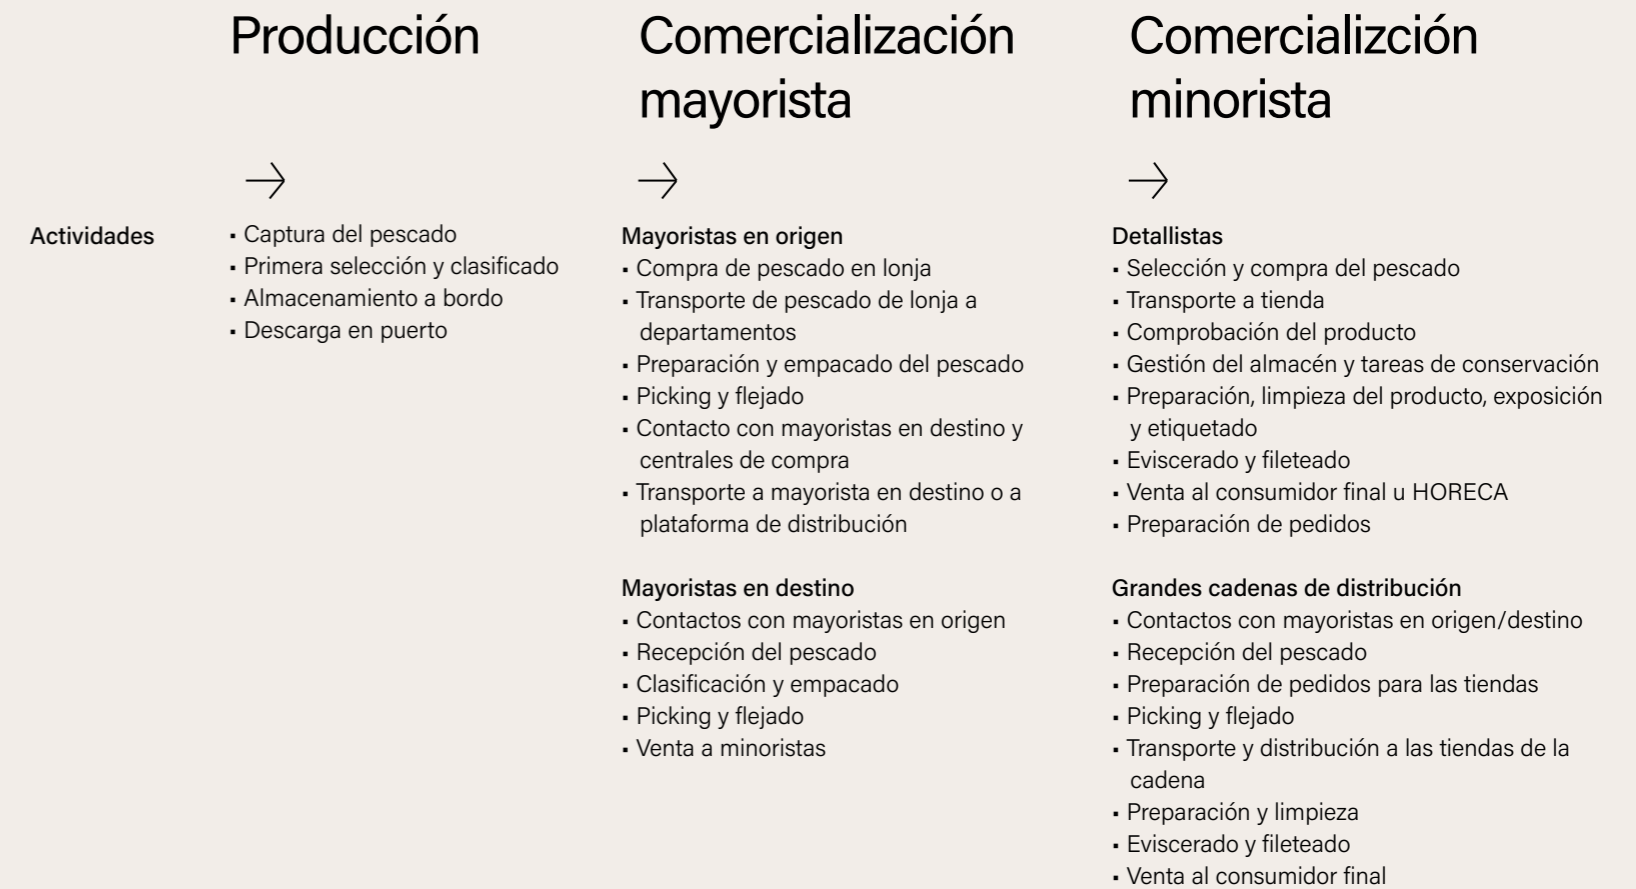 Producción
Comercialización
mayorista
Comercializción
minorista
Actividades
▪ Captura del pescado
▪ Primera selección y clasificado
▪ Almacenamiento a bordo
▪ Descarga en puerto
Mayoristas en origen
▪ Compra de pescado en lonja
▪ Transporte de pescado de lonja a
departamentos
▪ Preparación y empacado del pescado
▪ Picking y flejado
▪ Contacto con mayoristas en destino y
centrales de compra
▪ Transporte a mayorista en destino o a
plataforma de distribución
Mayoristas en destino
▪ Contactos con mayoristas en origen
▪ Recepción del pescado
▪ Clasificación y empacado
▪ Picking y flejado
▪ Venta a minoristas
Detallistas
▪ Selección y compra del pescado
▪ Transporte a tienda
▪ Comprobación del producto
▪ Gestión del almacén y tareas de conservación
▪ Preparación, limpieza del producto, exposición
y etiquetado
▪ Eviscerado y fileteado
▪ Venta al consumidor final u HORECA
▪ Preparación de pedidos
Grandes cadenas de distribución
▪ Contactos con mayoristas en origen/destino
▪ Recepción del pescado
▪ Preparación de pedidos para las tiendas
▪ Picking y flejado
▪ Transporte y distribución a las tiendas de la
cadena
▪ Preparación y limpieza
▪ Eviscerado y fileteado
▪ Venta al consumidor final